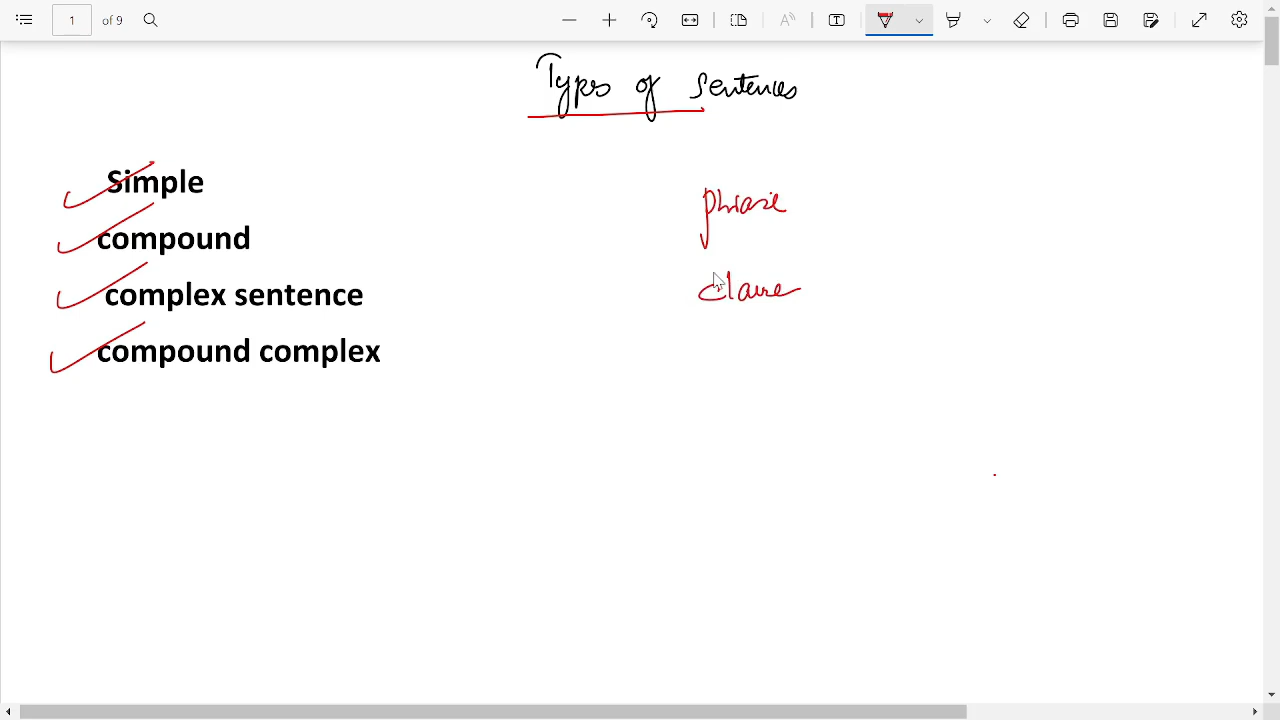 1 of 9
Types of Sentences
Simple
compound
complex sentence
compound complex
phrase
clause